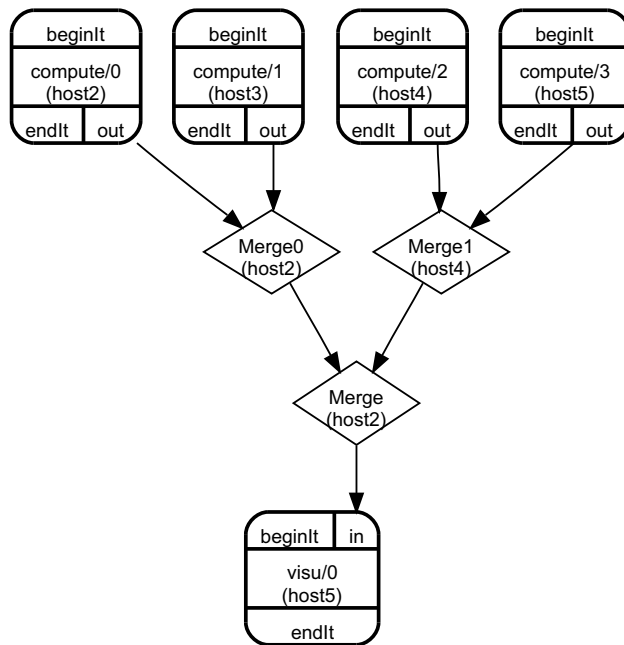 beginIt
compute/0
(host2)
endIt out
beginIt
compute/1
(host3)
endIt out
beginIt
compute/2
(host4)
endIt out
beginIt
compute/3
(host5)
endIt out
Merge0
(host2)
Merge1
(host4)
Merge
(host2)
beginIt in
visu/0
(host5)
endIt